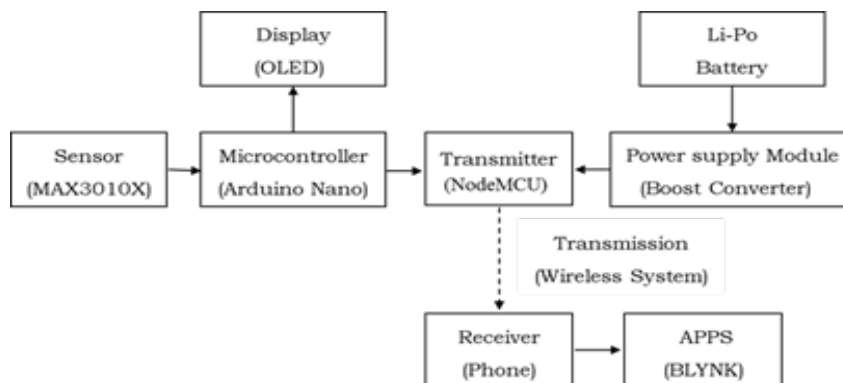 Display
(OLED)
Li-Po
Battery
Sensor
(MAX3010X)
Microcontroller
(Arduino Nano)
Transmitter
(NodeMCU)
Power supply Module
(Boost Converter)
Transmission
(Wireless System)
Receiver
(Phone)
APPS
(BLYNK)